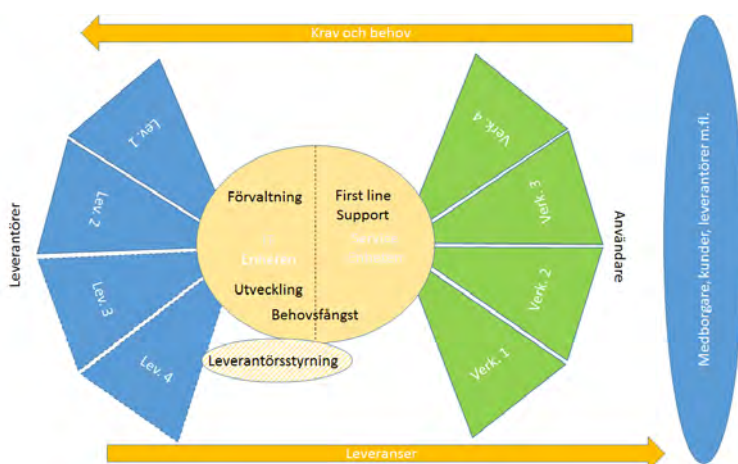 Krav och behov
Lev. 1
Lev. 2
Lev. 3
Lev. 4
Leverantörer
Förvaltning
First line
Support
Enheten
Utveckling
Behovsfångst
Leverantörsstyrning
Verk. 4
Verk. 3
Verk. 2
Verk. 1
Användare
Medborgare, kunder, leverantörer m.fl.
Leveranser